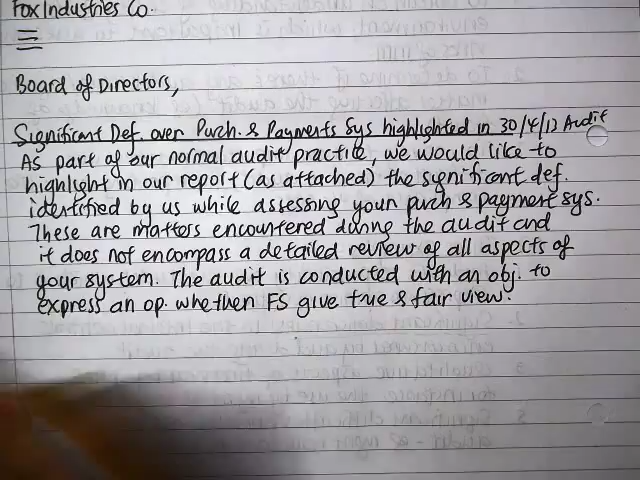 Fox Industries Co.
Board of Directors,
Significant Def. over Purch. & Payments Sys highlighted in 30/4/13 Audit
As part of our normal audit practice, we would like to
highlight in our report (as attached) the significant def.
identified by us while assessing your purch & payment sys.
These are matters encountered during the audit and
it does not encompass a detailed review of all aspects of
your system. The audit is conducted with an obj. to
express an op. whether FS give true & fair view.